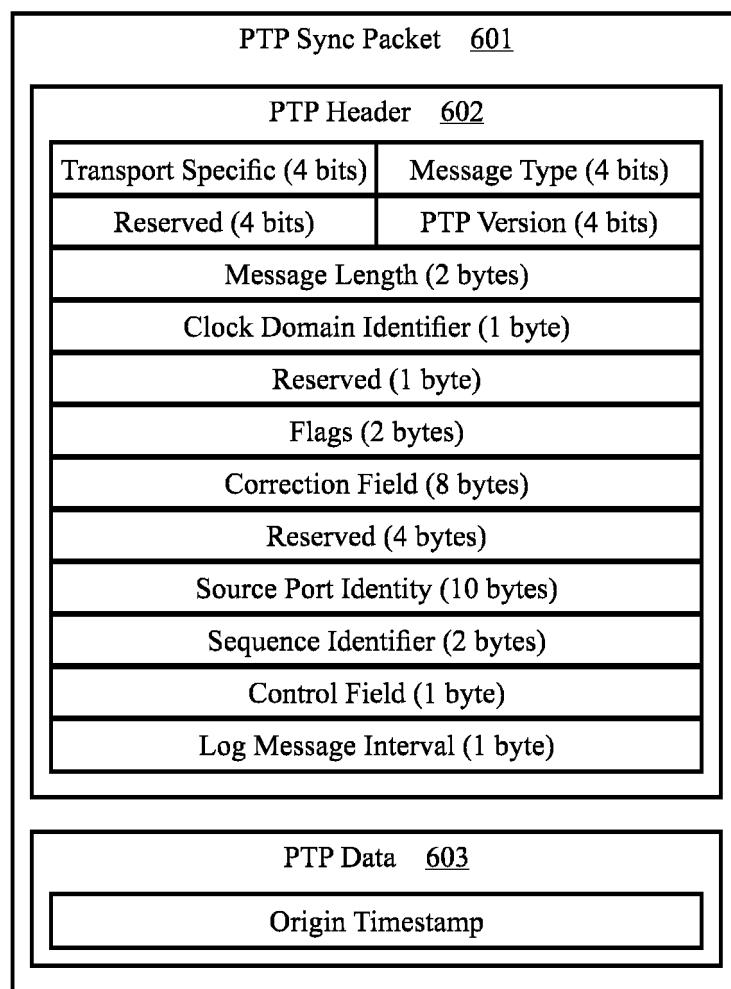 PTP Sync Packet 601
PTP Header 602
Transport Specific (4 bits) Message Type (4 bits)
Reserved (4 bits) PTP Version (4 bits)
Message Length (2 bytes)
Clock Domain Identifier (1 byte)
Reserved (1 byte)
Flags (2 bytes)
Correction Field (8 bytes)
Reserved (4 bytes)
Source Port Identity (10 bytes)
Sequence Identifier (2 bytes)
Control Field (1 byte)
Log Message Interval (1 byte)
PTP Data 603
Origin Timestamp